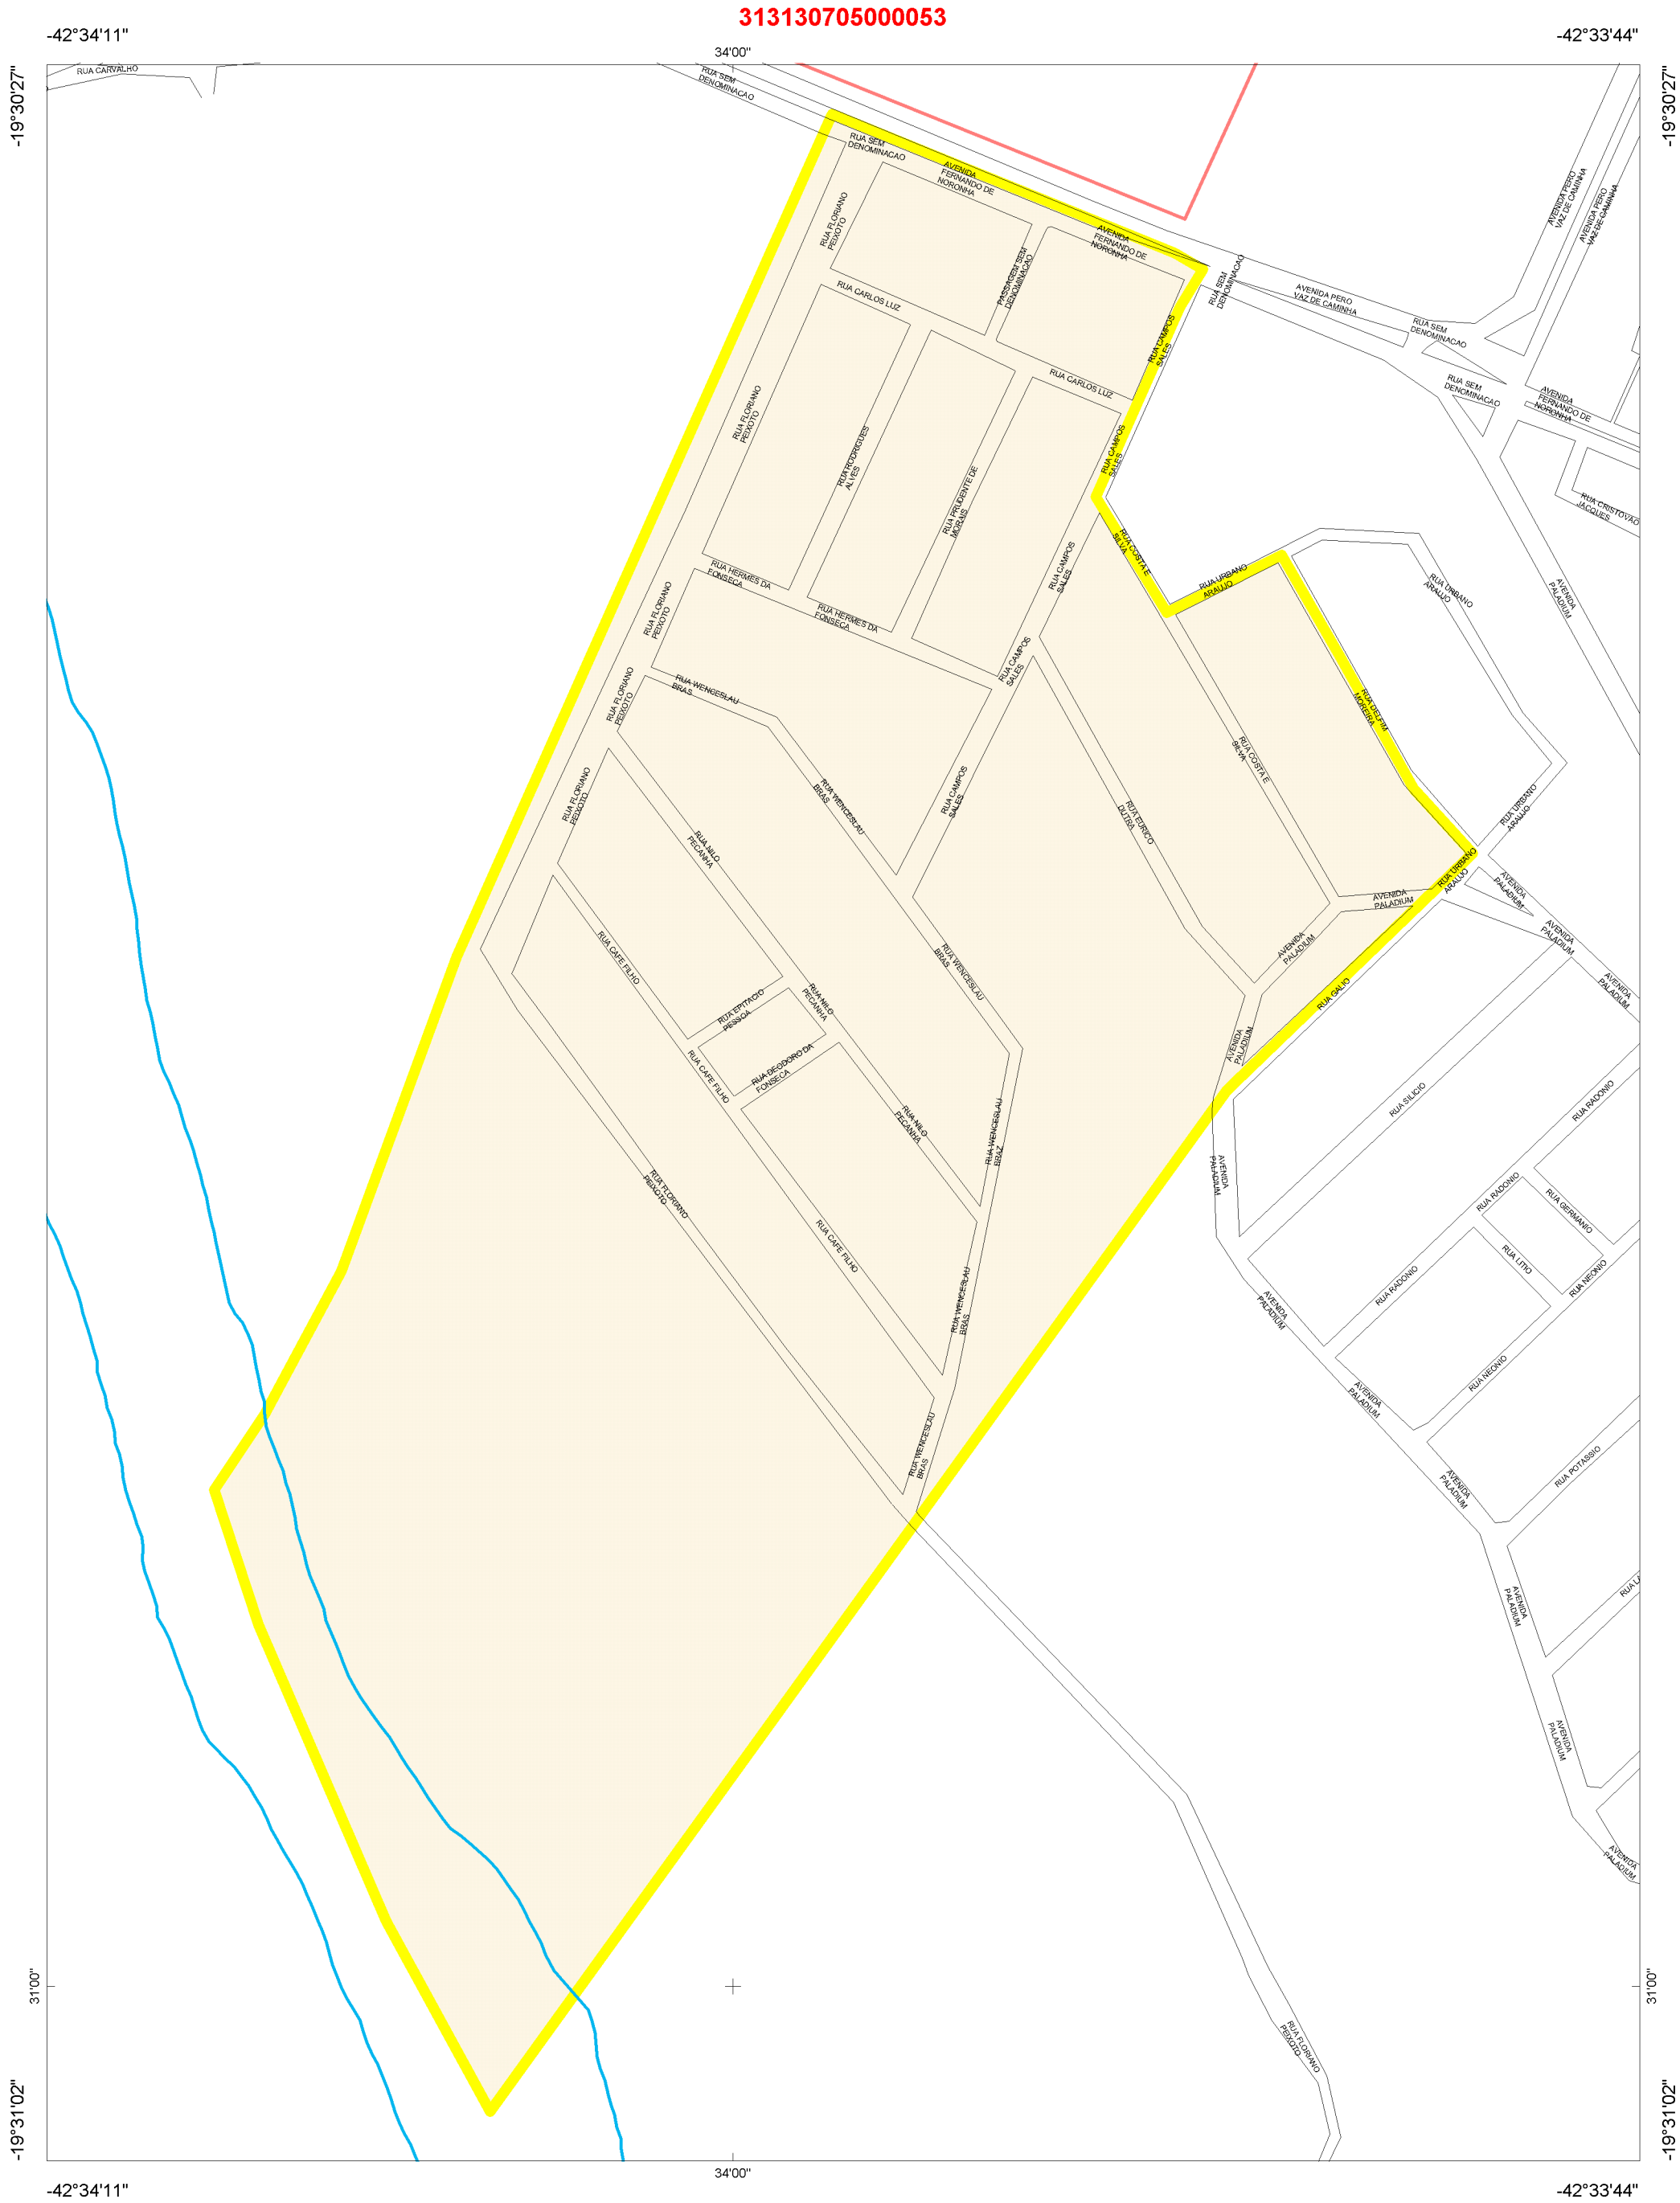 313130705000053
-42°34'11"
-42°33'44"
34'00"
-19°30'27"
-19°30'27"
RUA CARVALHO
RUA SEM
DENOMINACAO
RUA SEM
DENOMINACAO
AVENIDA
FERNANDO DE
NORONHA
AVENIDA
FERNANDO DE
NORONHA
RUA FLORIANO
PEIXOTO
PASSAGEM SEM
DENOMINACAO
RUA SEM
DENOMINACAO
AVENIDA PERO
VAZ DE CAMINHA
AVENIDA PERO
VAZ DE CAMINHA
AVENIDA PERO
VAZ DE CAMINHA
RUA CARLOS LUZ
RUA CAMPOS
SALES
RUA SEM
DENOMINACAO
RUA CARLOS LUZ
RUA SEM
DENOMINACAO
AVENIDA
FERNANDO DE
NORONHA
RUA FLORIANO
PEIXOTO
RUA RODRIGUES
ALVES
RUA PRUDENTE DE
MORAIS
RUA CAMPOS
SALES
RUA CRISTOVAO
JACQUES
RUA COSTA E
SILVA
RUA CAMPOS
SALES
RUA HERMES DA
FONSECA
RUA HERMES DA
FONSECA
RUA URBANO
ARAUJO
RUA URBANO
ARAUJO
AVENIDA
PALADIUM
RUA FLORIANO
PEIXOTO
RUA FLORIANO
PEIXOTO
RUA WENCESLAU
BRAS
RUA CAMPOS
SALES
RUA DELFIM
MOREIRA
RUA COSTA E
SILVA
RUA FLORIANO
PEIXOTO
RUA WENCESLAU
BRAS
RUA CAMPOS
SALES
RUA EURICO
DUTRA
RUA URBANO
ARAUJO
RUA NILO
PECANHA
RUA URBANO
ARAUJO
AVENIDA
PALADIUM
AVENIDA
PALADIUM
RUA CAFE FILHO
RUA WENCESLAU
BRAS
AVENIDA
PALADIUM
AVENIDA
PALADIUM
AVENIDA
PALADIUM
RUA GALIO
RUA EPITACIO
PESSOA
RUA NILO
PECANHA
RUA CAFE FILHO
RUA DEODORO DA
FONSECA
AVENIDA
PALADIUM
RUA NILO
PECANHA
RUA WENCESLAU
BRAZ
RUA SILICIO
RUA RADONIO
RUA FLORIANO
PEIXOTO
AVENIDA
PALADIUM
RUA RADONIO
RUA GERMANIO
RUA CAFE FILHO
RUA LITIO
RUA NEONIO
RUA RADONIO
RUA WENCESLAU
BRAS
AVENIDA
PALADIUM
RUA NEONIO
AVENIDA
PALADIUM
RUA WENCESLAU
BRAS
RUA POTASSIO
AVENIDA
PALADIUM
AVENIDA
PALADIUM
AVENIDA
PALADIUM
AVENIDA
PALADIUM
31'00"
31'00"
RUA FLORIANO
PEIXOTO
-19°31'02"
-19°31'02"
34'00"
-42°34'11"
-42°33'44"